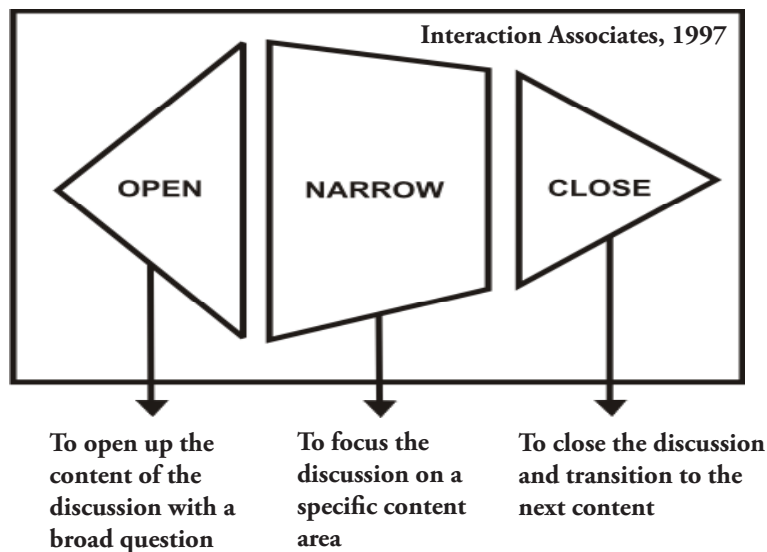 Interaction Associates, 1997
OPEN
NARROW
CLOSE
To open up the
content of the
discussion with a
broad question
To focus the
discussion on a
specific content
area
To close the discussion
and transition to the
next content